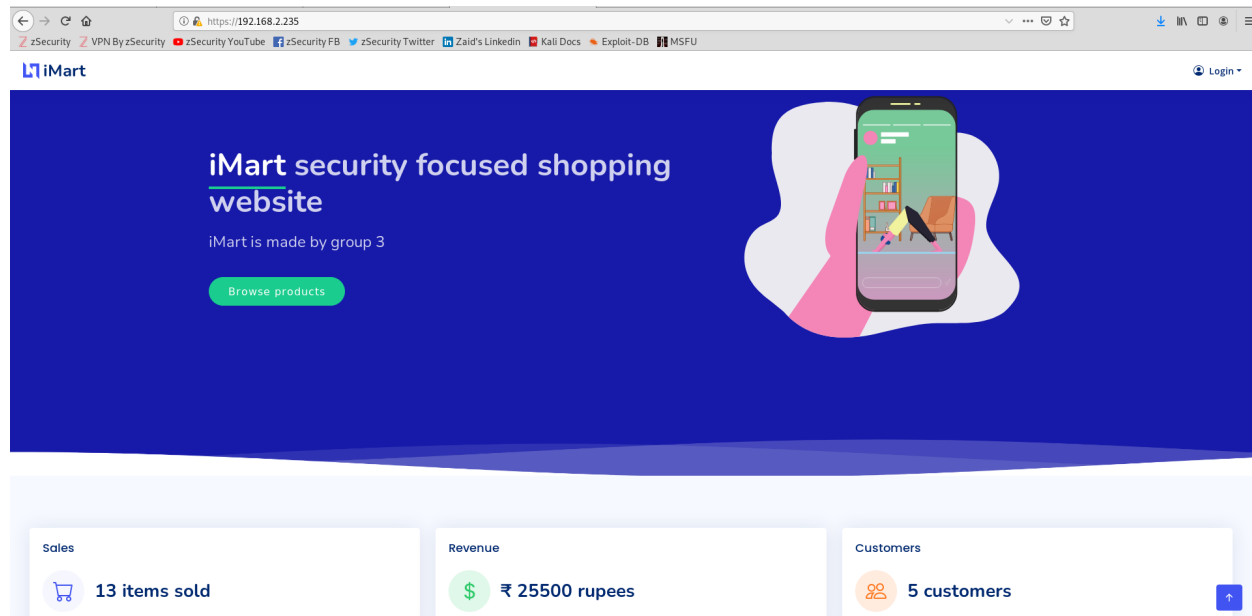 https://192.168.2.235
zSecurity VPN By zSecurity zSecurity YouTube zSecurity FB zSecurity Twitter Zaid's Linkedin Kali Docs Exploit-DB MSFU
iMart Login
iMart security focused shopping
website
iMart is made by group 3
Browse products
Sales Revenue Customers
13 items sold ₹ 25500 rupees 5 customers